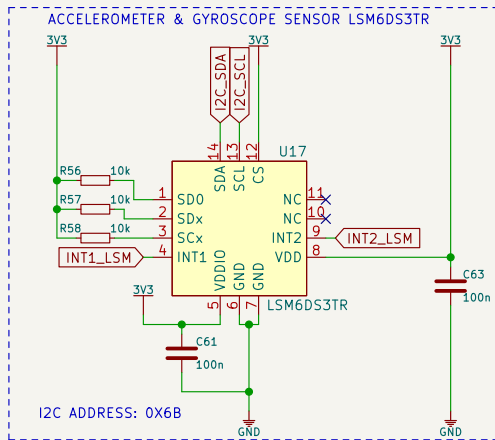 ACCELEROMETER & GYROSCOPE SENSOR LSM6DS3TR
3V3 3V3 3V3
I2C_SDA
I2C_SCL
U17
14 13 12
SDA SCL CS
R56 10k
R57 10k
R58 10k
1 SD0 NC 11
2 SDx NC 10
3 SCx INT2 9 INT2_LSM
INT1_LSM 4 INT1 VDD 8
VDDIO GND GND
5 6 7
LSM6DS3TR
3V3
C63
100n
C61
100n
I2C ADDRESS: 0X6B
GND GND